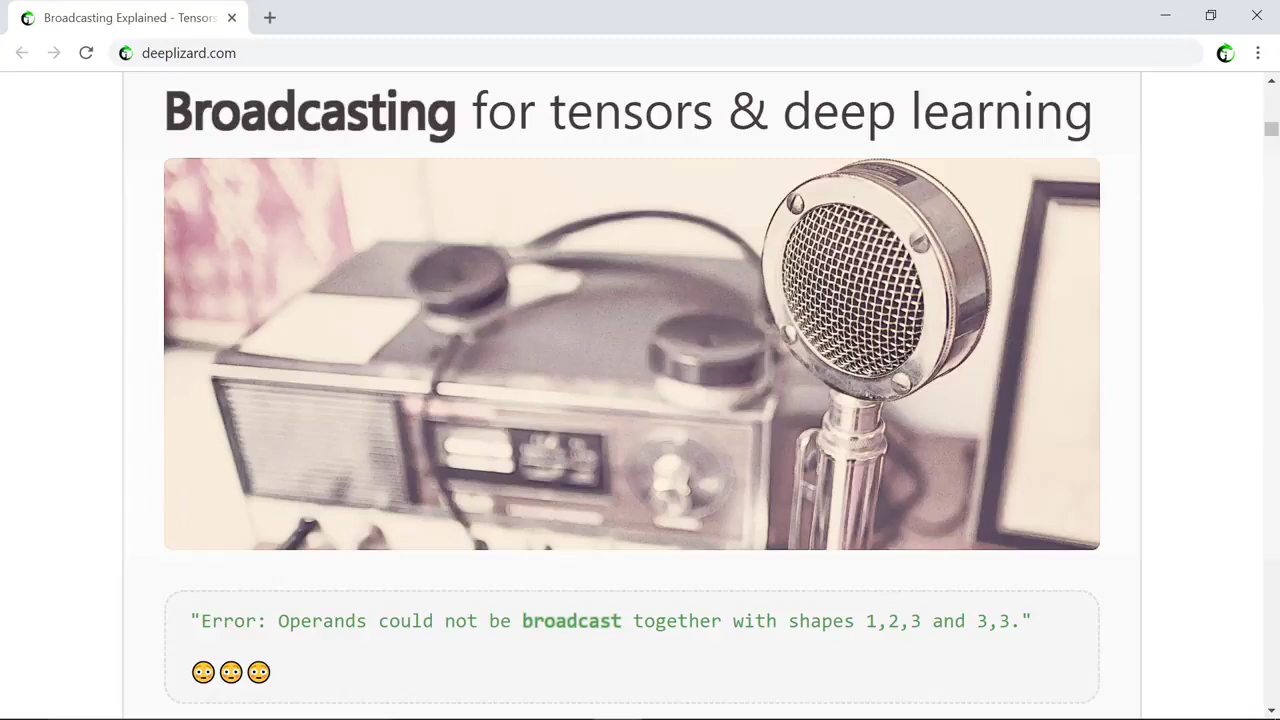 Broadcasting Explained - Tensors
deeplizard.com
Broadcasting for tensors & deep learning
"Error: Operands could not be broadcast together with shapes 1,2,3 and 3,3."
😳😳😳